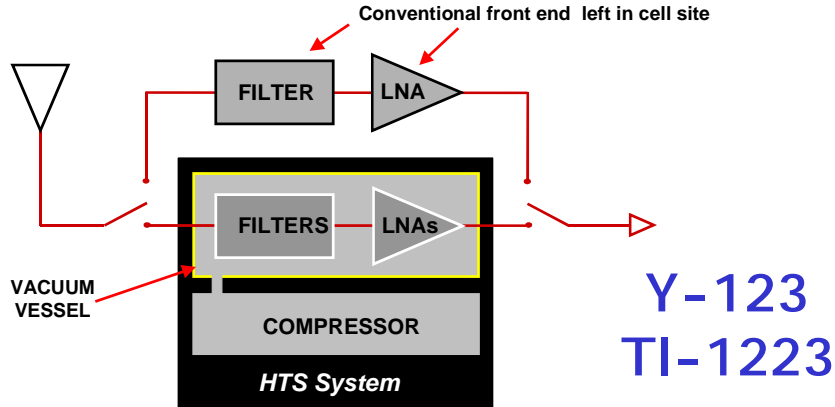 Conventional front end left in cell site
FILTER
LNA
FILTERS
LNAs
VACUUM
VESSEL
COMPRESSOR
HTS System
Y-123
Tl-1223